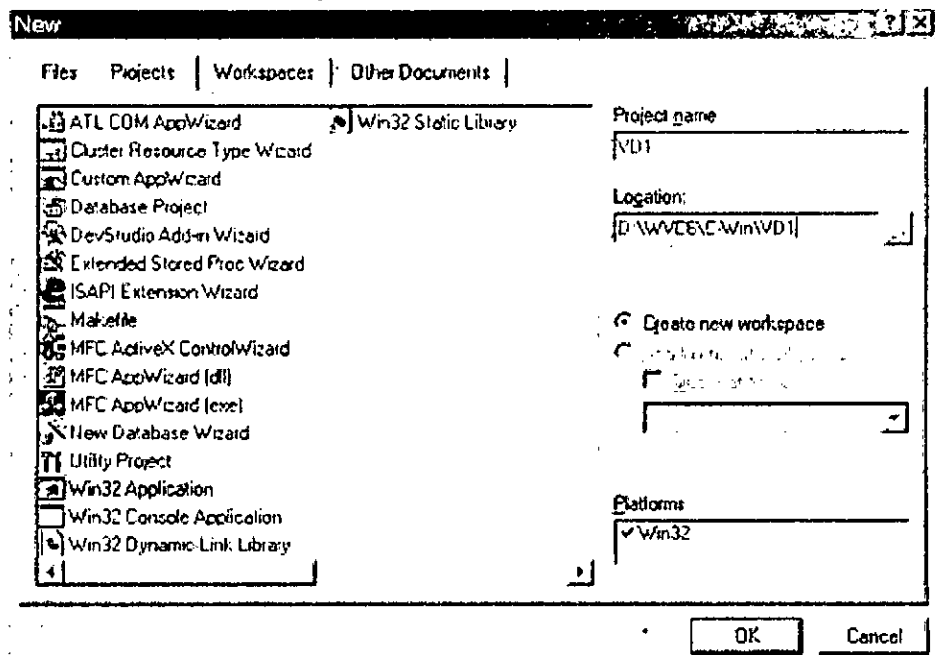 New
Files Projects Workspaces Other Documents
ATL COM AppWizard
Cluster Resource Type Wizard
Custom AppWizard
Database Project
DevStudio Add-in Wizard
Extended Stored Proc Wizard
ISAPI Extension Wizard
Makefile
MFC ActiveX ControlWizard
MFC AppWizard (dll)
MFC AppWizard (exe)
New Database Wizard
Utility Project
Win32 Application
Win32 Console Application
Win32 Dynamic-Link Library
Win32 Static Library
Project name
VD1
Location:
D:\WVC6\C-Win\VD1
...
Create new workspace
Platforms
Win32
OK Cancel